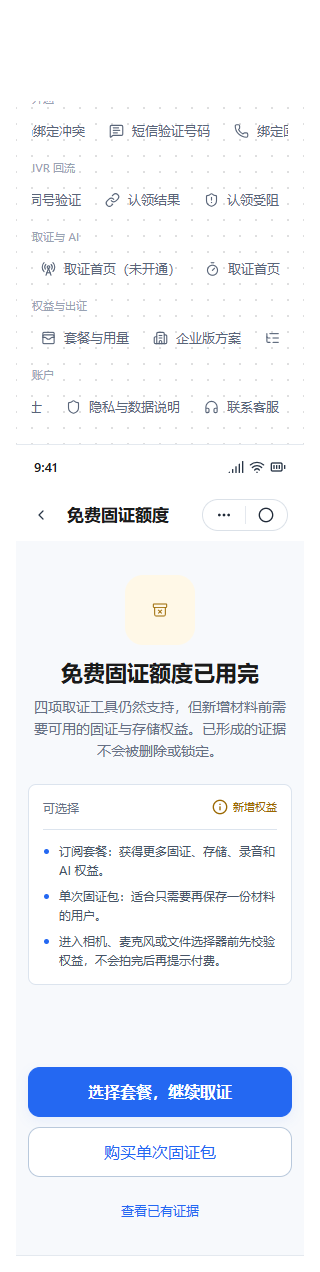 绑定冲突 短信验证号码
IVR 回流
同号验证 认领结果 认领受阻
取证与 AI
取证首页（未开通） 取证首页
权益与出证
套餐与用量 企业版方案
账户
隐私与数据说明 联系客服
9:41
免费固证额度
免费固证额度已用完
四项取证工具仍然支持，但新增材料前需
要可用的固证与存储权益。已形成的证据
不会被删除或锁定。
可选择 新增权益
订阅套餐：获得更多固证、存储、录音和
AI 权益。
单次固证包：适合只需要再保存一份材料
的用户。
进入相机、麦克风或文件选择器前先校验
权益，不会拍完后再提示付费。
选择套餐，继续取证
购买单次固证包
查看已有证据